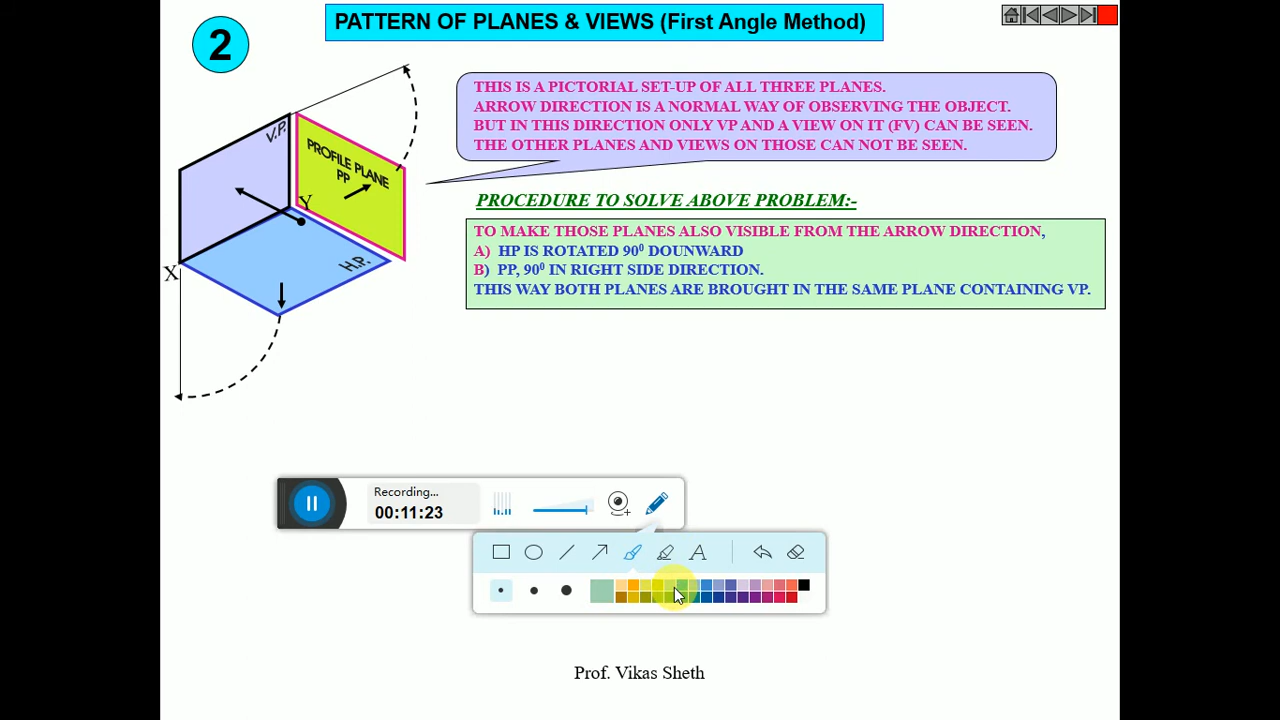 2
PATTERN OF PLANES & VIEWS (First Angle Method)
THIS IS A PICTORIAL SET-UP OF ALL THREE PLANES.
ARROW DIRECTION IS A NORMAL WAY OF OBSERVING THE OBJECT.
BUT IN THIS DIRECTION ONLY VP AND A VIEW ON IT (FV) CAN BE SEEN.
THE OTHER PLANES AND VIEWS ON THOSE CAN NOT BE SEEN.
V.P.
PROFILE PLANE
PP
Y
X
H.P.
PROCEDURE TO SOLVE ABOVE PROBLEM:-
TO MAKE THOSE PLANES ALSO VISIBLE FROM THE ARROW DIRECTION,
A) HP IS ROTATED 90⁰ DOUNWARD
B) PP, 90⁰ IN RIGHT SIDE DIRECTION.
THIS WAY BOTH PLANES ARE BROUGHT IN THE SAME PLANE CONTAINING VP.
Recording...
00:11:23
A
Prof. Vikas Sheth